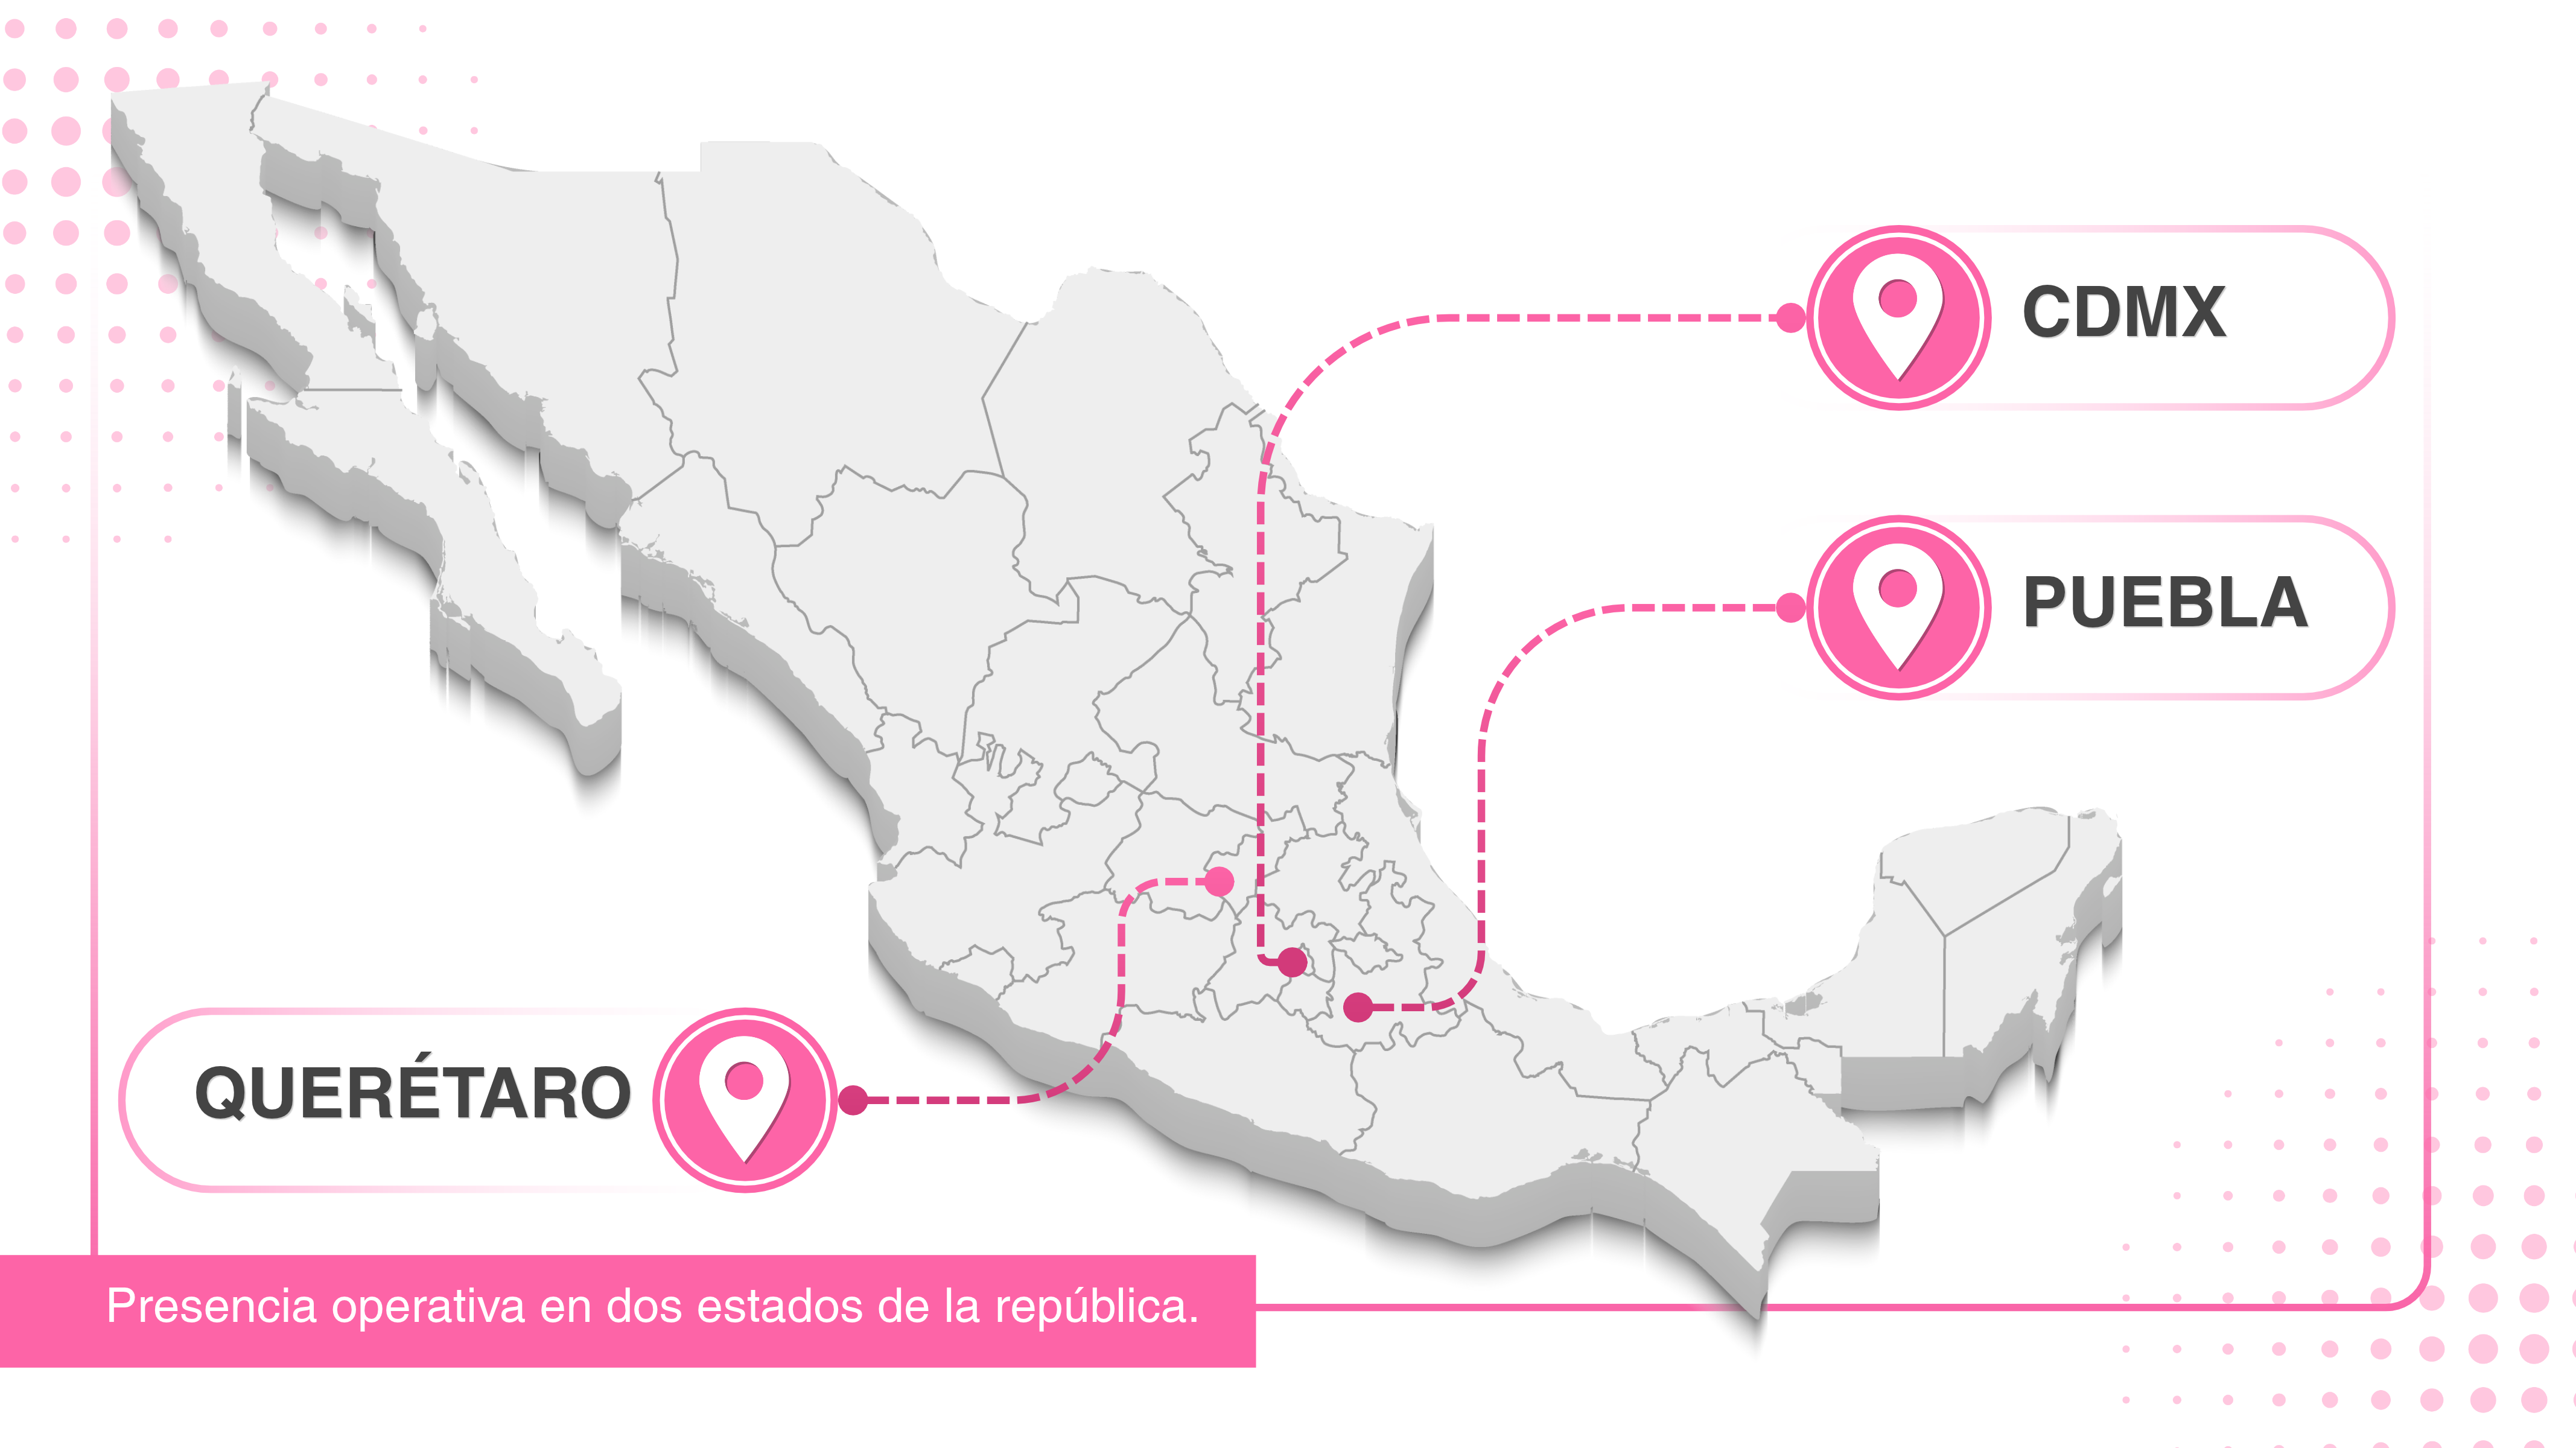 CDMX
PUEBLA
QUERÉTARO
Presencia operativa en dos estados de la república.